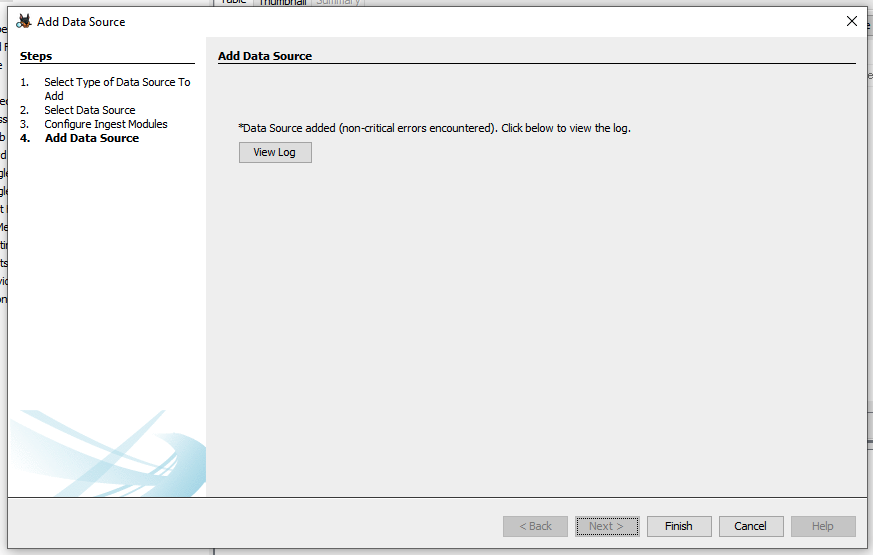 Table Thumbnail Summary
Add Data Source
Steps
Add Data Source
1. Select Type of Data Source To
Add
2. Select Data Source
3. Configure Ingest Modules
4. Add Data Source
*Data Source added (non-critical errors encountered). Click below to view the log.
View Log
< Back Next > Finish Cancel Help